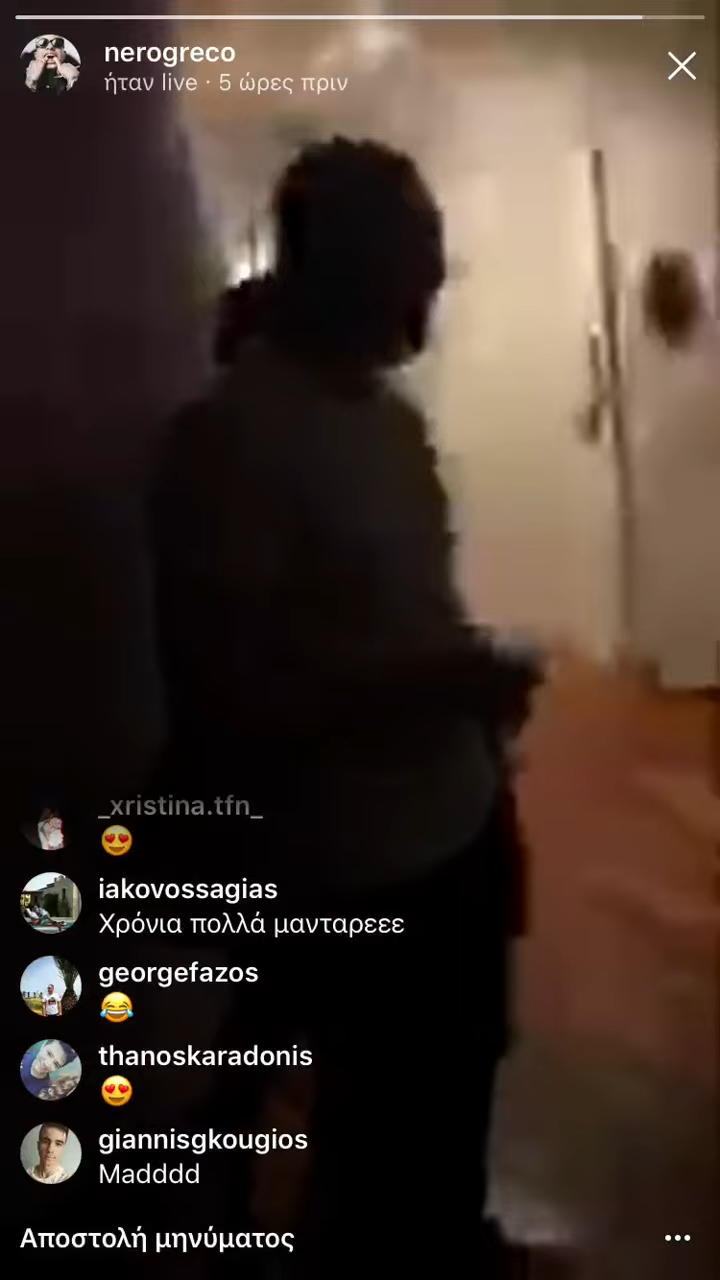 nerogreco
ήταν live · 5 ώρες πριν
_xristina.tfn_
😍
iakovossagias
Χρόνια πολλά μανταρεεε
georgefazos
😂
thanoskaradonis
😍
giannisgkougios
Madddd
Αποστολή μηνύματος